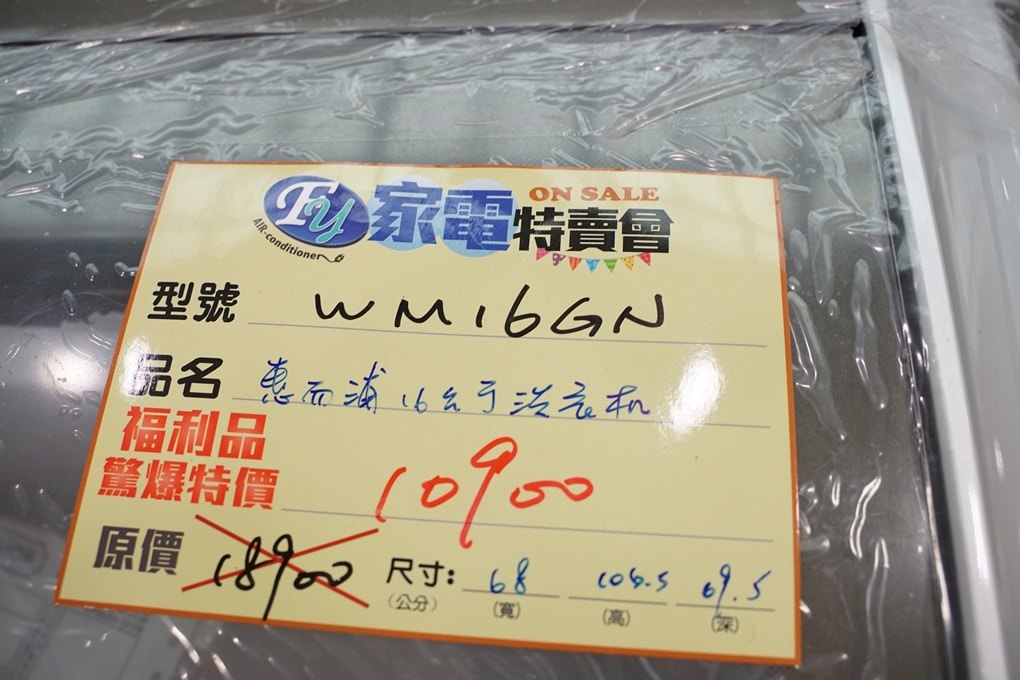 TY 家電 ON SALE
AIR-conditioner 特賣會
型號 WM16GN
品名 惠而浦16公斤洗衣机
福利品
驚爆特價 10900
原價 18900 尺寸: 68 106.5 69.5
(公分) (寬) (高) (深)